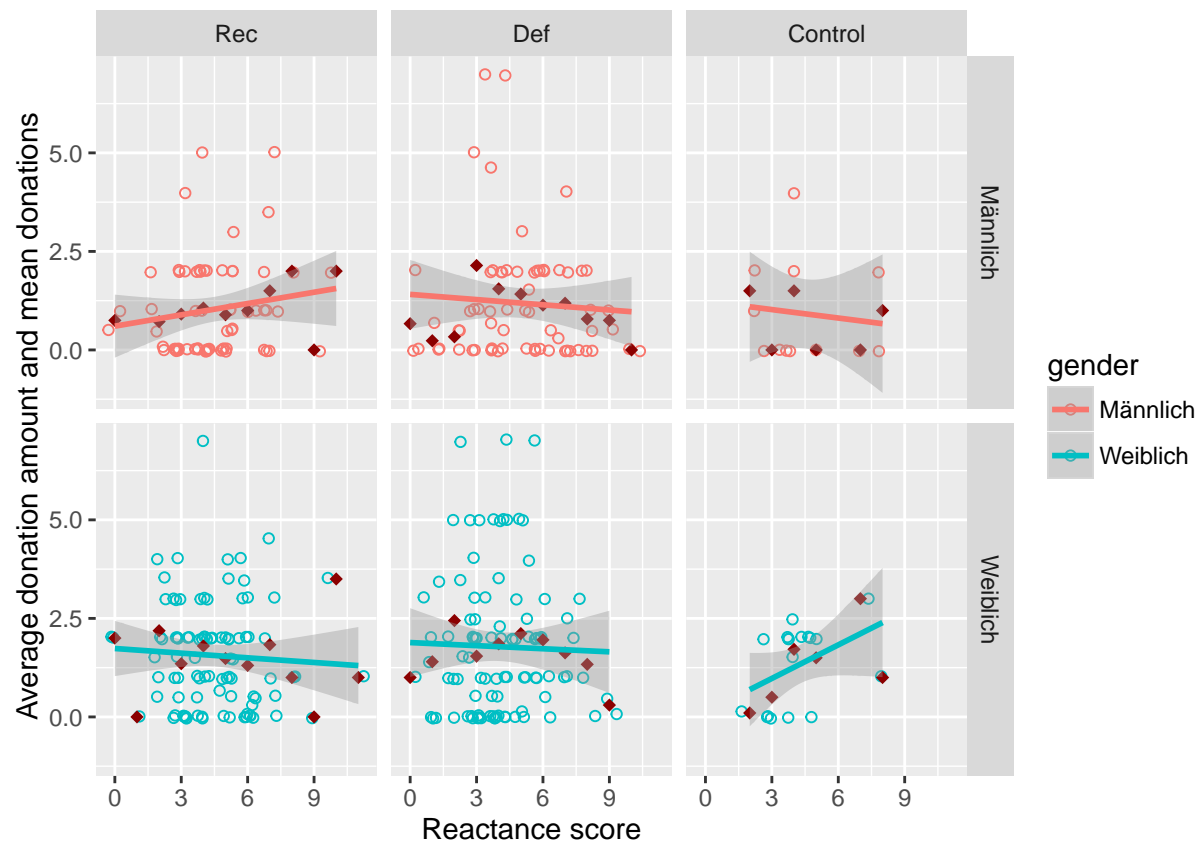 Rec
Def
Control
Average donation amount and mean donations
5.0
2.5
0.0
Männlich
5.0
2.5
0.0
Weiblich
0 3 6 9
0 3 6 9
0 3 6 9
Reactance score
gender
Männlich
Weiblich